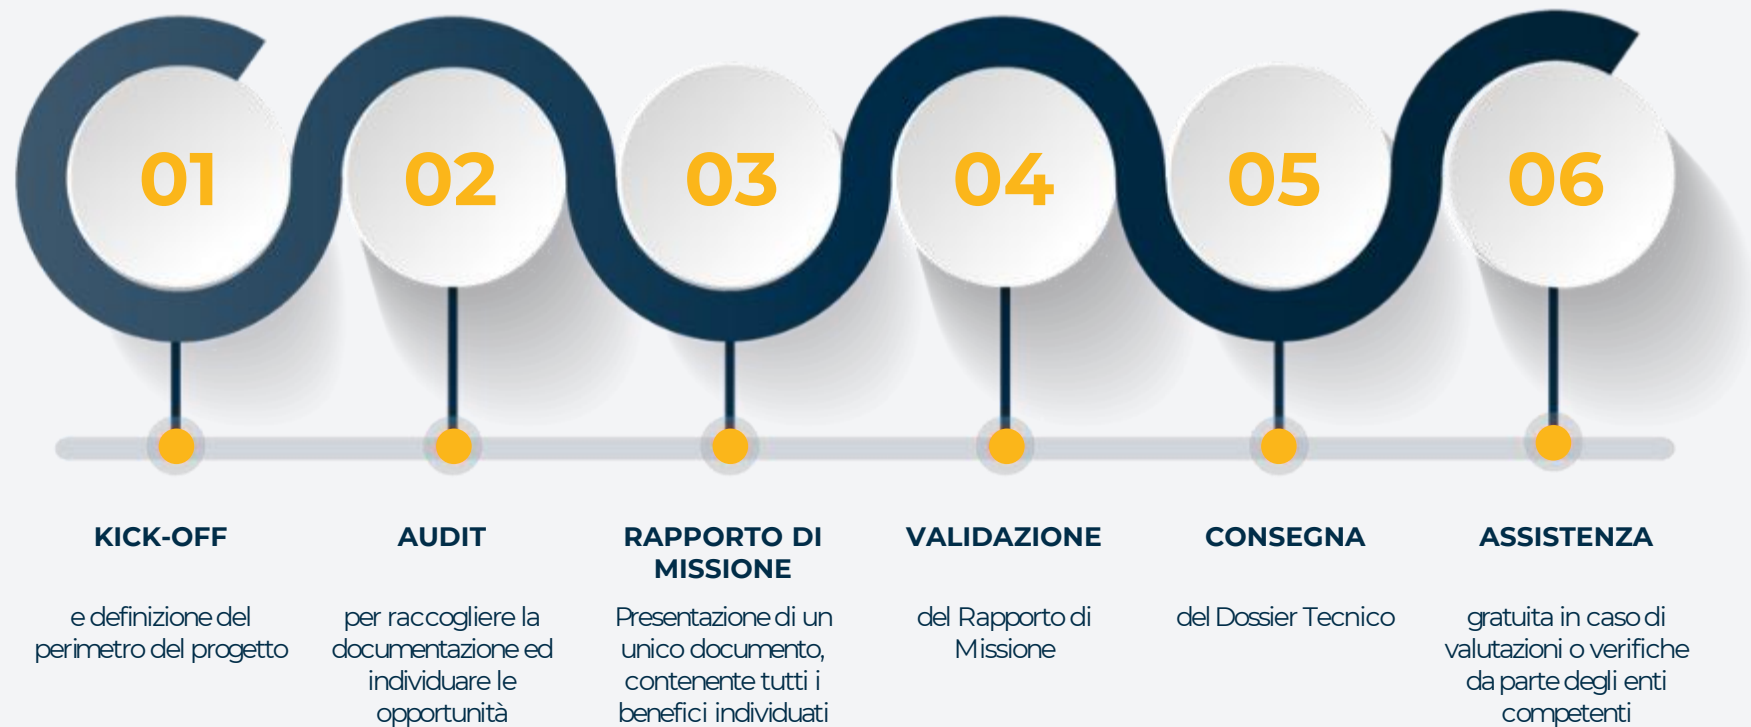 01
02
03
04
05
06
KICK-OFF
e definizione del
perimetro del progetto
AUDIT
per raccogliere la
documentazione ed
individuare le
opportunità
RAPPORTO DI
MISSIONE
Presentazione di un
unico documento,
contenente tutti i
benefici individuati
VALIDAZIONE
del Rapporto di
Missione
CONSEGNA
del Dossier Tecnico
ASSISTENZA
gratuita in caso di
valutazioni o verifiche
da parte degli enti
competenti